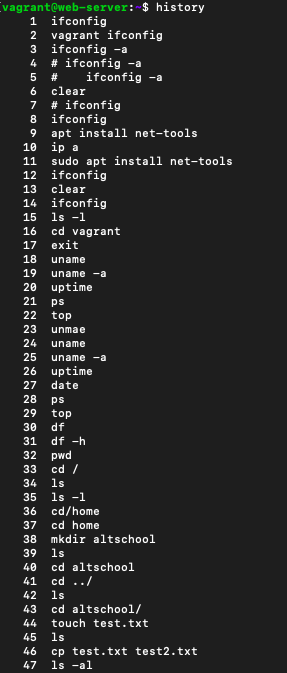 [vagrant@web-server:~$ history
1 ifconfig
2 vagrant ifconfig
3 ifconfig -a
4 # ifconfig -a
5 #    ifconfig -a
6 clear
7 # ifconfig
8 ifconfig
9 apt install net-tools
10 ip a
11 sudo apt install net-tools
12 ifconfig
13 clear
14 ifconfig
15 ls -l
16 cd vagrant
17 exit
18 uname
19 uname -a
20 uptime
21 ps
22 top
23 unmae
24 uname
25 uname -a
26 uptime
27 date
28 ps
29 top
30 df
31 df -h
32 pwd
33 cd /
34 ls
35 ls -l
36 cd/home
37 cd home
38 mkdir altschool
39 ls
40 cd altschool
41 cd ../
42 ls
43 cd altschool/
44 touch test.txt
45 ls
46 cp test.txt test2.txt
47 ls -al